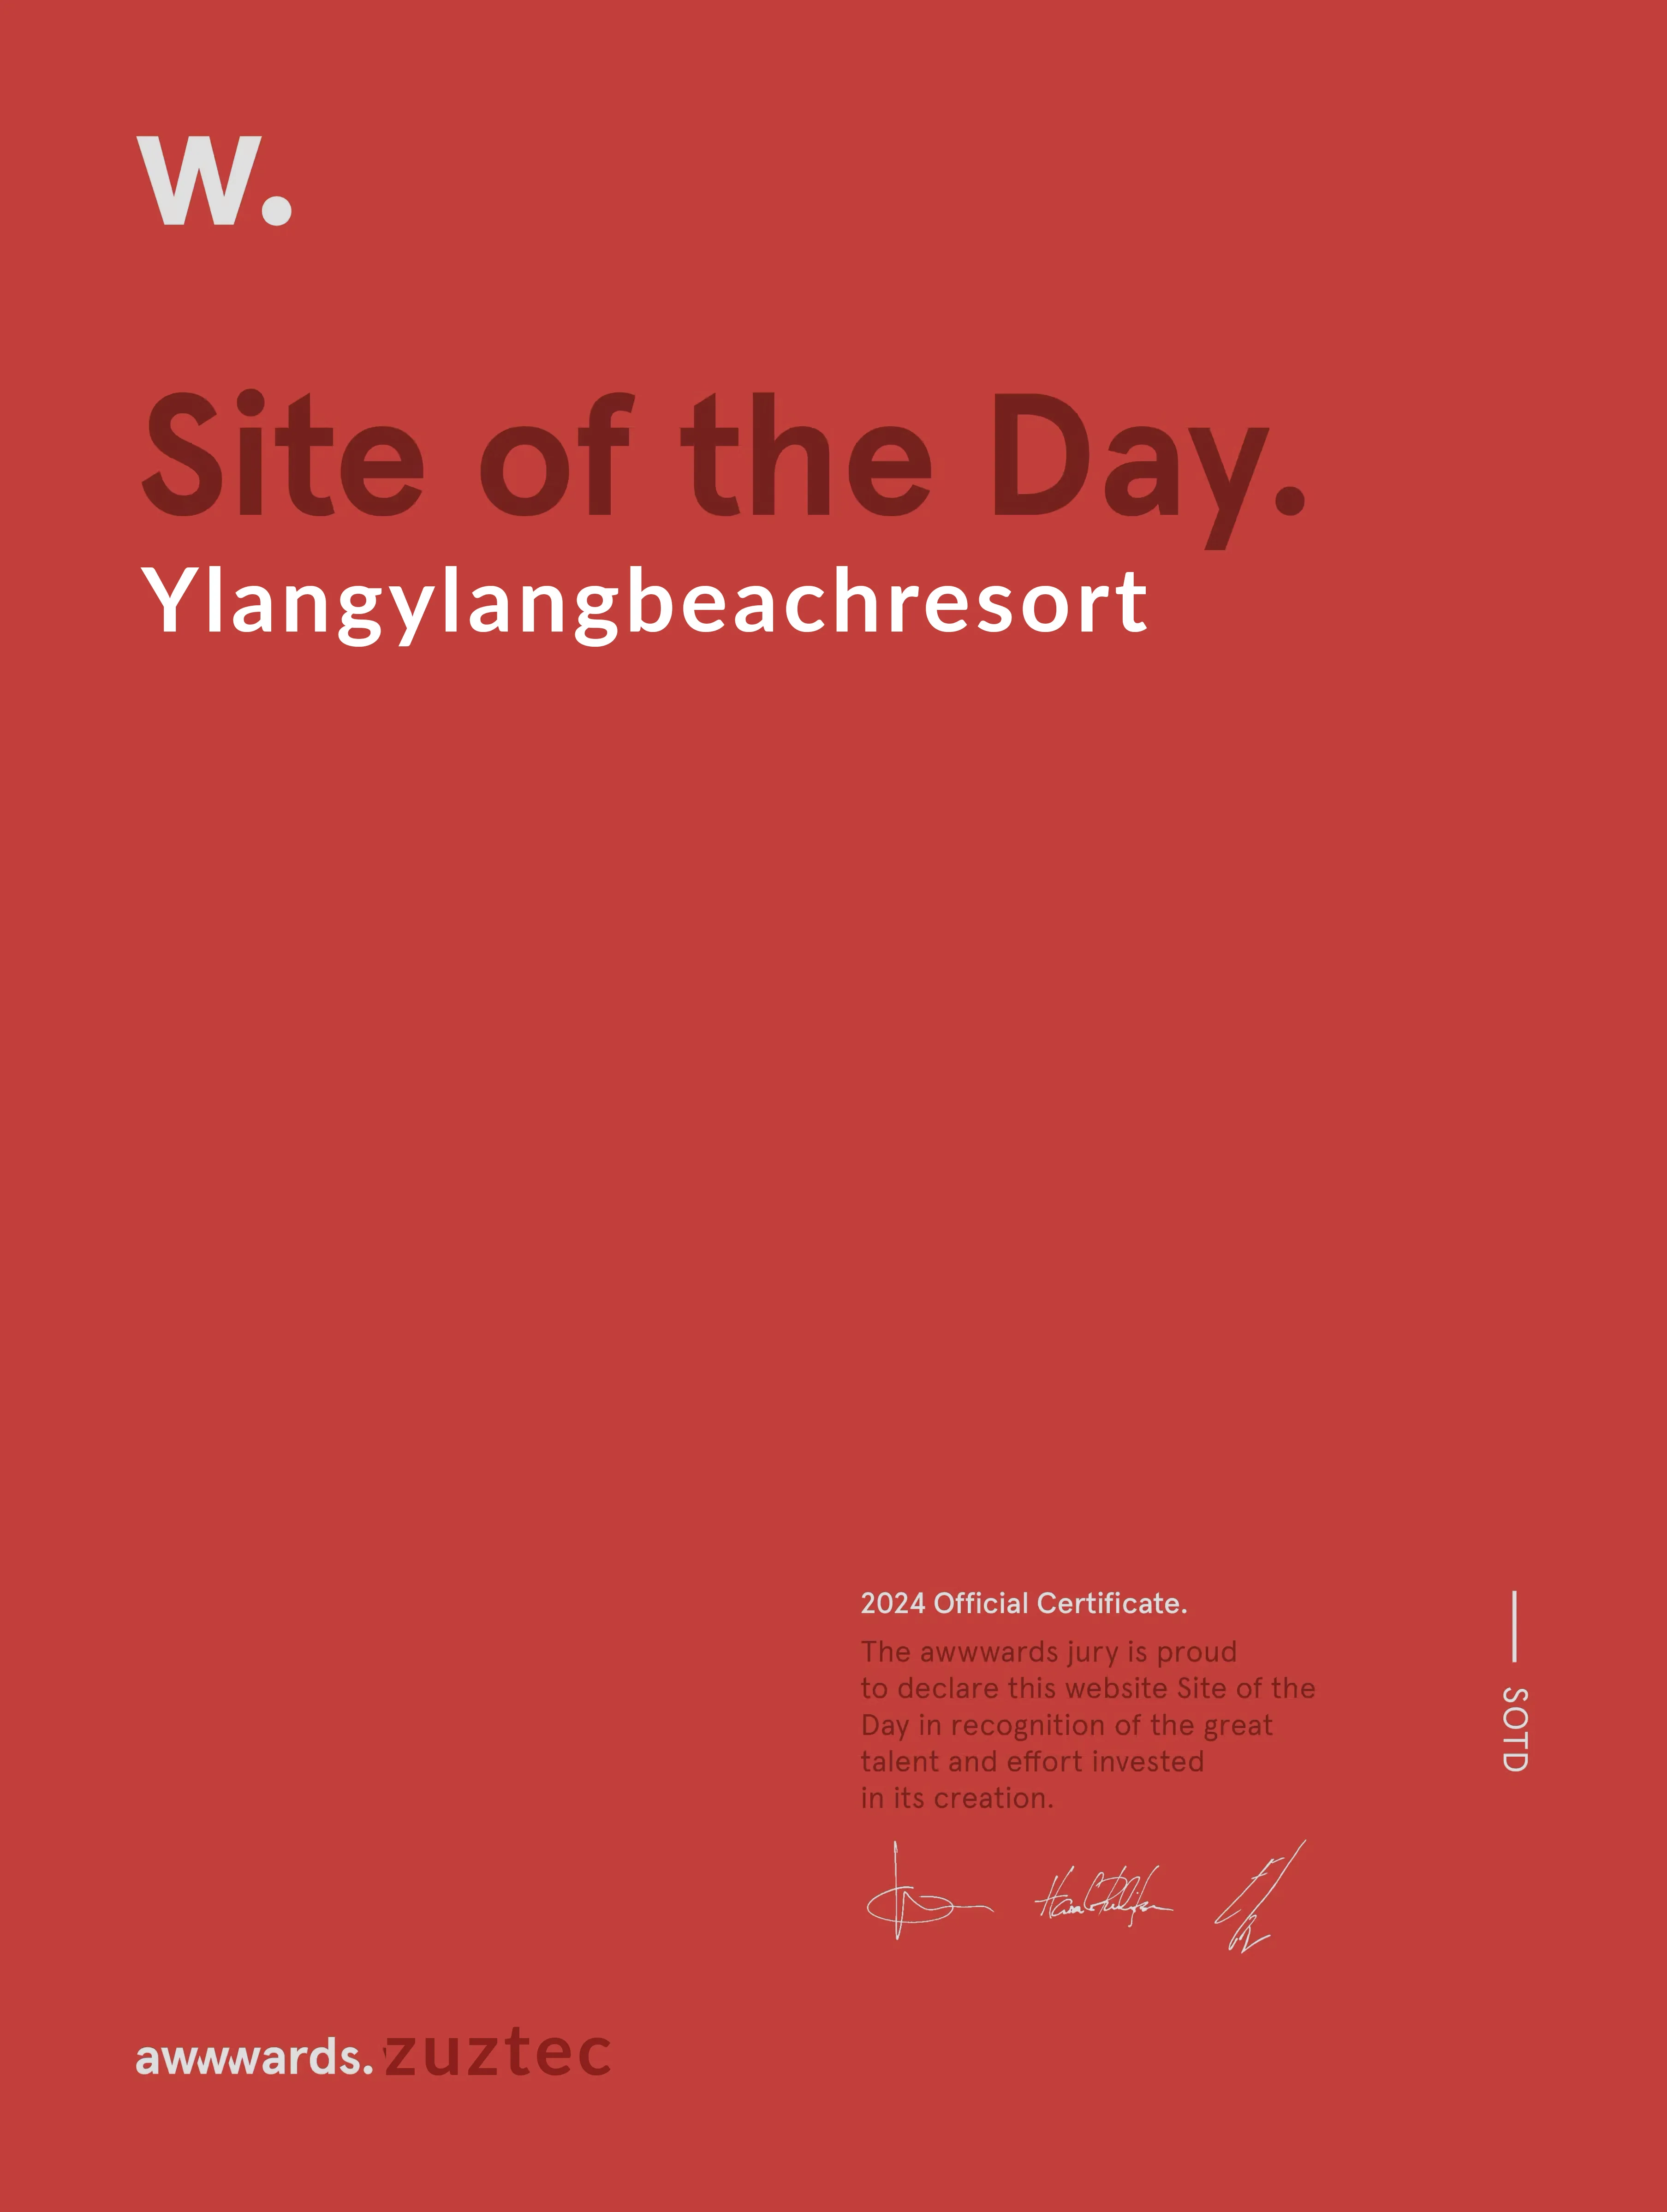 W.
Site of the Day.
Ylangylangbeachresort
2024 Official Certificate.
The awwwards jury is proud
to declare this website Site of the
Day in recognition of the great
talent and effort invested
in its creation.
SOTD
awwwards. zuztec